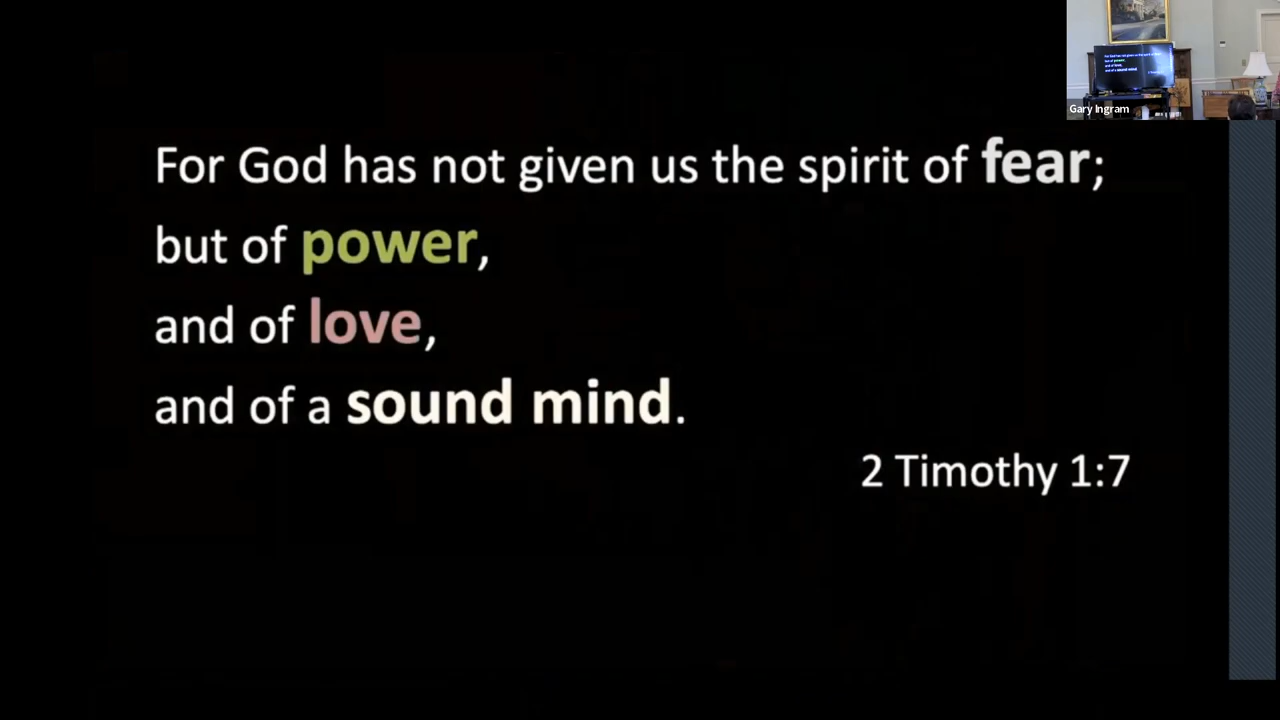 For God has not given us the spirit of fear;
but of power,
and of love,
and of a sound mind.
2 Timothy 1:7
Gary Ingram